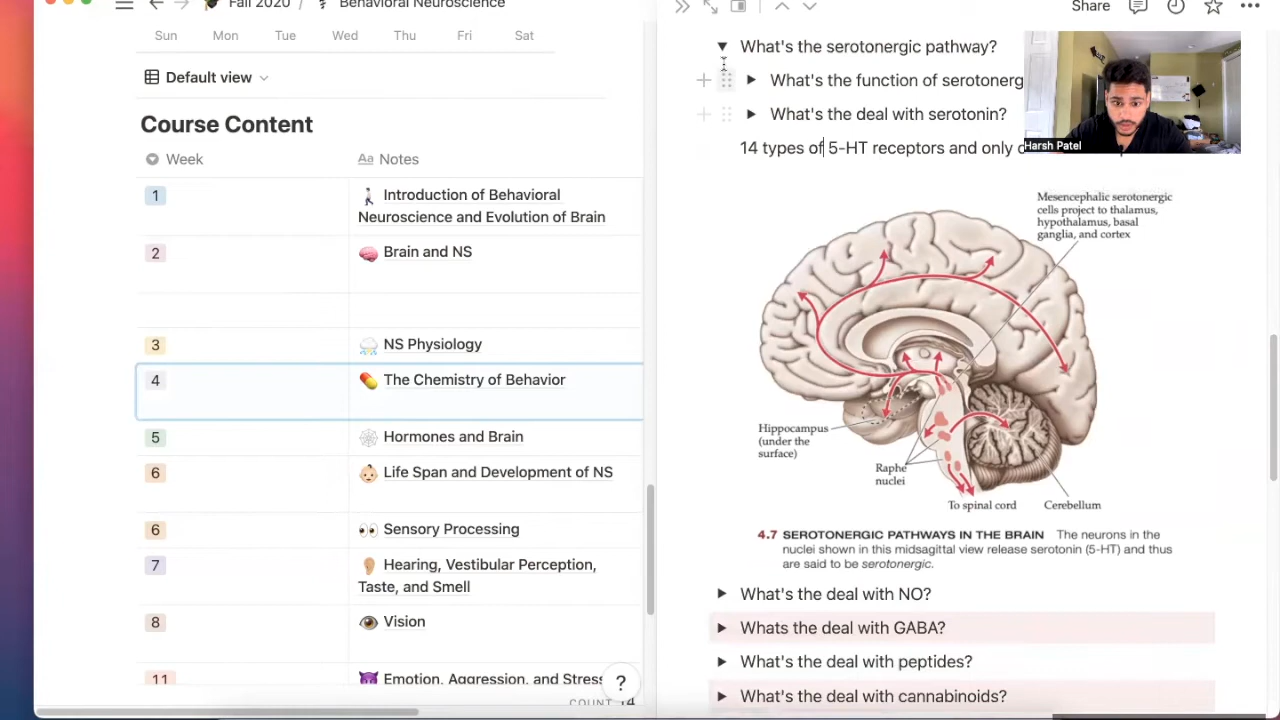 Fall 2020 / Behavioral Neuroscience
Sun Mon Tue Wed Thu Fri Sat
Default view
Course Content
Week Notes
1 Introduction of Behavioral
Neuroscience and Evolution of Brain
2 Brain and NS
3 NS Physiology
4 The Chemistry of Behavior
5 Hormones and Brain
6 Life Span and Development of NS
6 Sensory Processing
7 Hearing, Vestibular Perception,
Taste, and Smell
8 Vision
11 Emotion, Aggression, and Stress
COUNT 14
?
Share
What's the serotonergic pathway?
What's the function of serotonerg
What's the deal with serotonin?
14 types of 5-HT receptors and only
Harsh Patel
Mesencephalic serotonergic
cells project to thalamus,
hypothalamus, basal
ganglia, and cortex
Hippocampus
(under the
surface)
Raphe
nuclei
To spinal cord
Cerebellum
4.7 SEROTONERGIC PATHWAYS IN THE BRAIN The neurons in the
nuclei shown in this midsagittal view release serotonin (5-HT) and thus
are said to be serotonergic.
What's the deal with NO?
Whats the deal with GABA?
What's the deal with peptides?
What's the deal with cannabinoids?